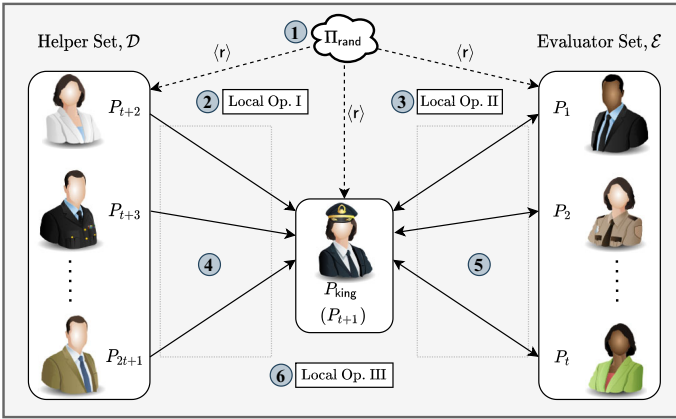 1
Π_rand
Helper Set, 𝒟
Evaluator Set, ℰ
⟨r⟩
⟨r⟩
⟨r⟩
2 Local Op. I
3 Local Op. II
P_{t+2}
P_{t+3}
P_{2t+1}
P_1
P_2
P_t
4
5
P_king
(P_{t+1})
6 Local Op. III